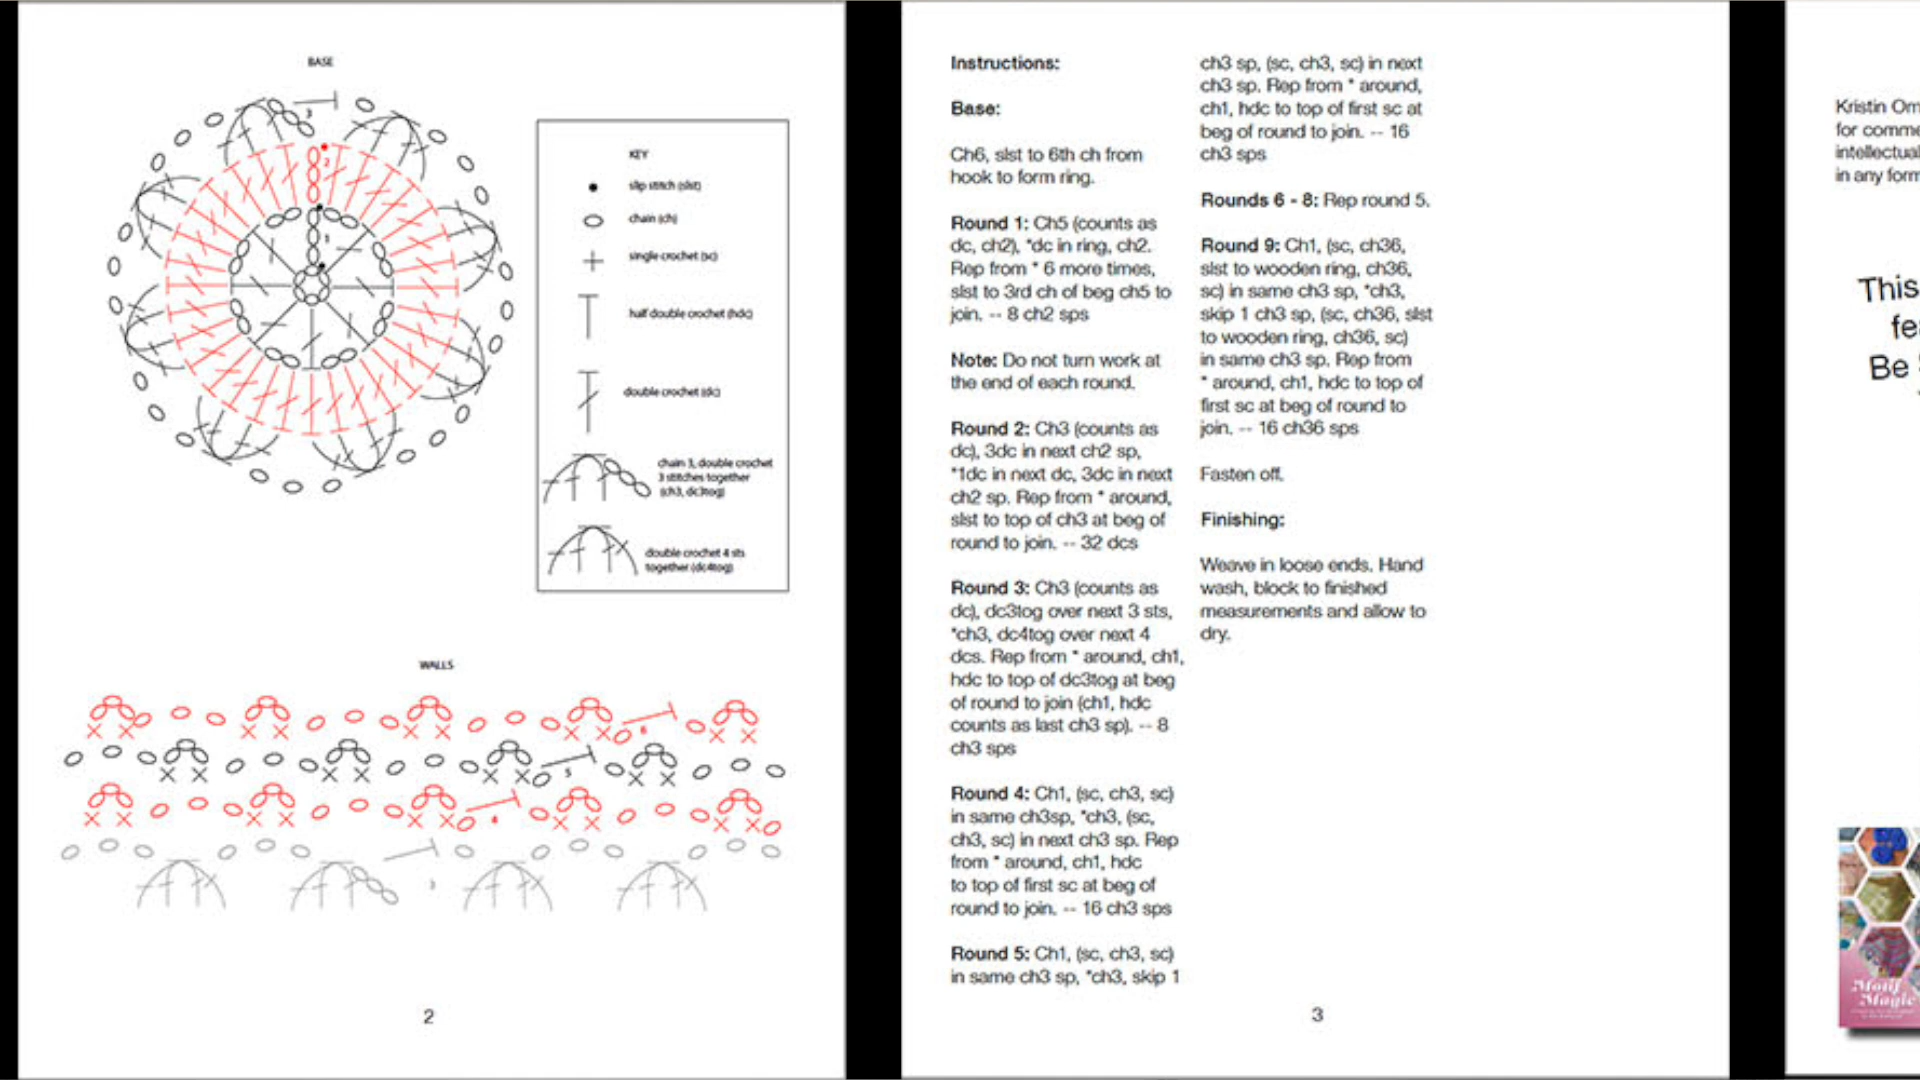 BASE
3
2
1
KEY
slip stitch (slst)
chain (ch)
single crochet (sc)
half double crochet (hdc)
double crochet (dc)
chain 3, double crochet
3 stitches together
(ch3, dc3tog)
double crochet 4 sts
together (dc4tog)
WALLS
6
5
4
3
2
Instructions:
Base:
Ch6, slst to 6th ch from
hook to form ring.
Round 1: Ch5 (counts as
dc, ch2), *dc in ring, ch2.
Rep from * 6 more times,
slst to 3rd ch of beg ch5 to
join. -- 8 ch2 sps
Note: Do not turn work at
the end of each round.
Round 2: Ch3 (counts as
dc), 3dc in next ch2 sp,
*1dc in next dc, 3dc in next
ch2 sp. Rep from * around,
slst to top of ch3 at beg of
round to join. -- 32 dcs
Round 3: Ch3 (counts as
dc), dc3tog over next 3 sts,
*ch3, dc4tog over next 4
dcs. Rep from * around, ch1,
hdc to top of dc3tog at beg
of round to join (ch1, hdc
counts as last ch3 sp). -- 8
ch3 sps
Round 4: Ch1, (sc, ch3, sc)
in same ch3sp, *ch3, (sc,
ch3, sc) in next ch3 sp. Rep
from * around, ch1, hdc
to top of first sc at beg of
round to join. -- 16 ch3 sps
Round 5: Ch1, (sc, ch3, sc)
in same ch3 sp, *ch3, skip 1
ch3 sp, (sc, ch3, sc) in next
ch3 sp. Rep from * around,
ch1, hdc to top of first sc at
beg of round to join. -- 16
ch3 sps
Rounds 6 - 8: Rep round 5.
Round 9: Ch1, (sc, ch36,
slst to wooden ring, ch36,
sc) in same ch3 sp, *ch3,
skip 1 ch3 sp, (sc, ch36, slst
to wooden ring, ch36, sc)
in same ch3 sp. Rep from
* around, ch1, hdc to top of
first sc at beg of round to
join. -- 16 ch36 sps
Fasten off.
Finishing:
Weave in loose ends. Hand
wash, block to finished
measurements and allow to
dry.
3
Kristin Om
for comme
intellectual
in any form
This
fe
Be
Motif
Magic